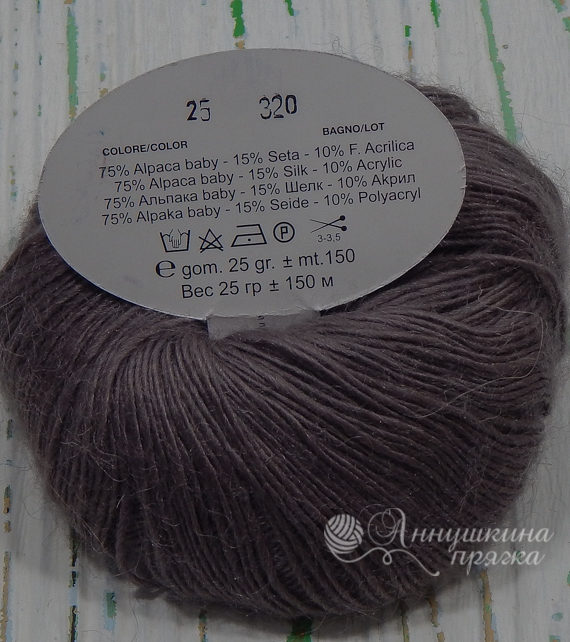 25 320
COLORE/COLOR BAGNO/LOT
75% Alpaca baby - 15% Seta - 10% F. Acrilica
75% Alpaca baby - 15% Silk - 10% Acrylic
75% Альпака baby - 15% Шелк - 10% Акрил
75% Alpaka baby - 15% Seide - 10% Polyacryl
P 3-3,5
e gom. 25 gr. ± mt.150
Вес 25 гр ± 150 м
Аннушкина
пряжка